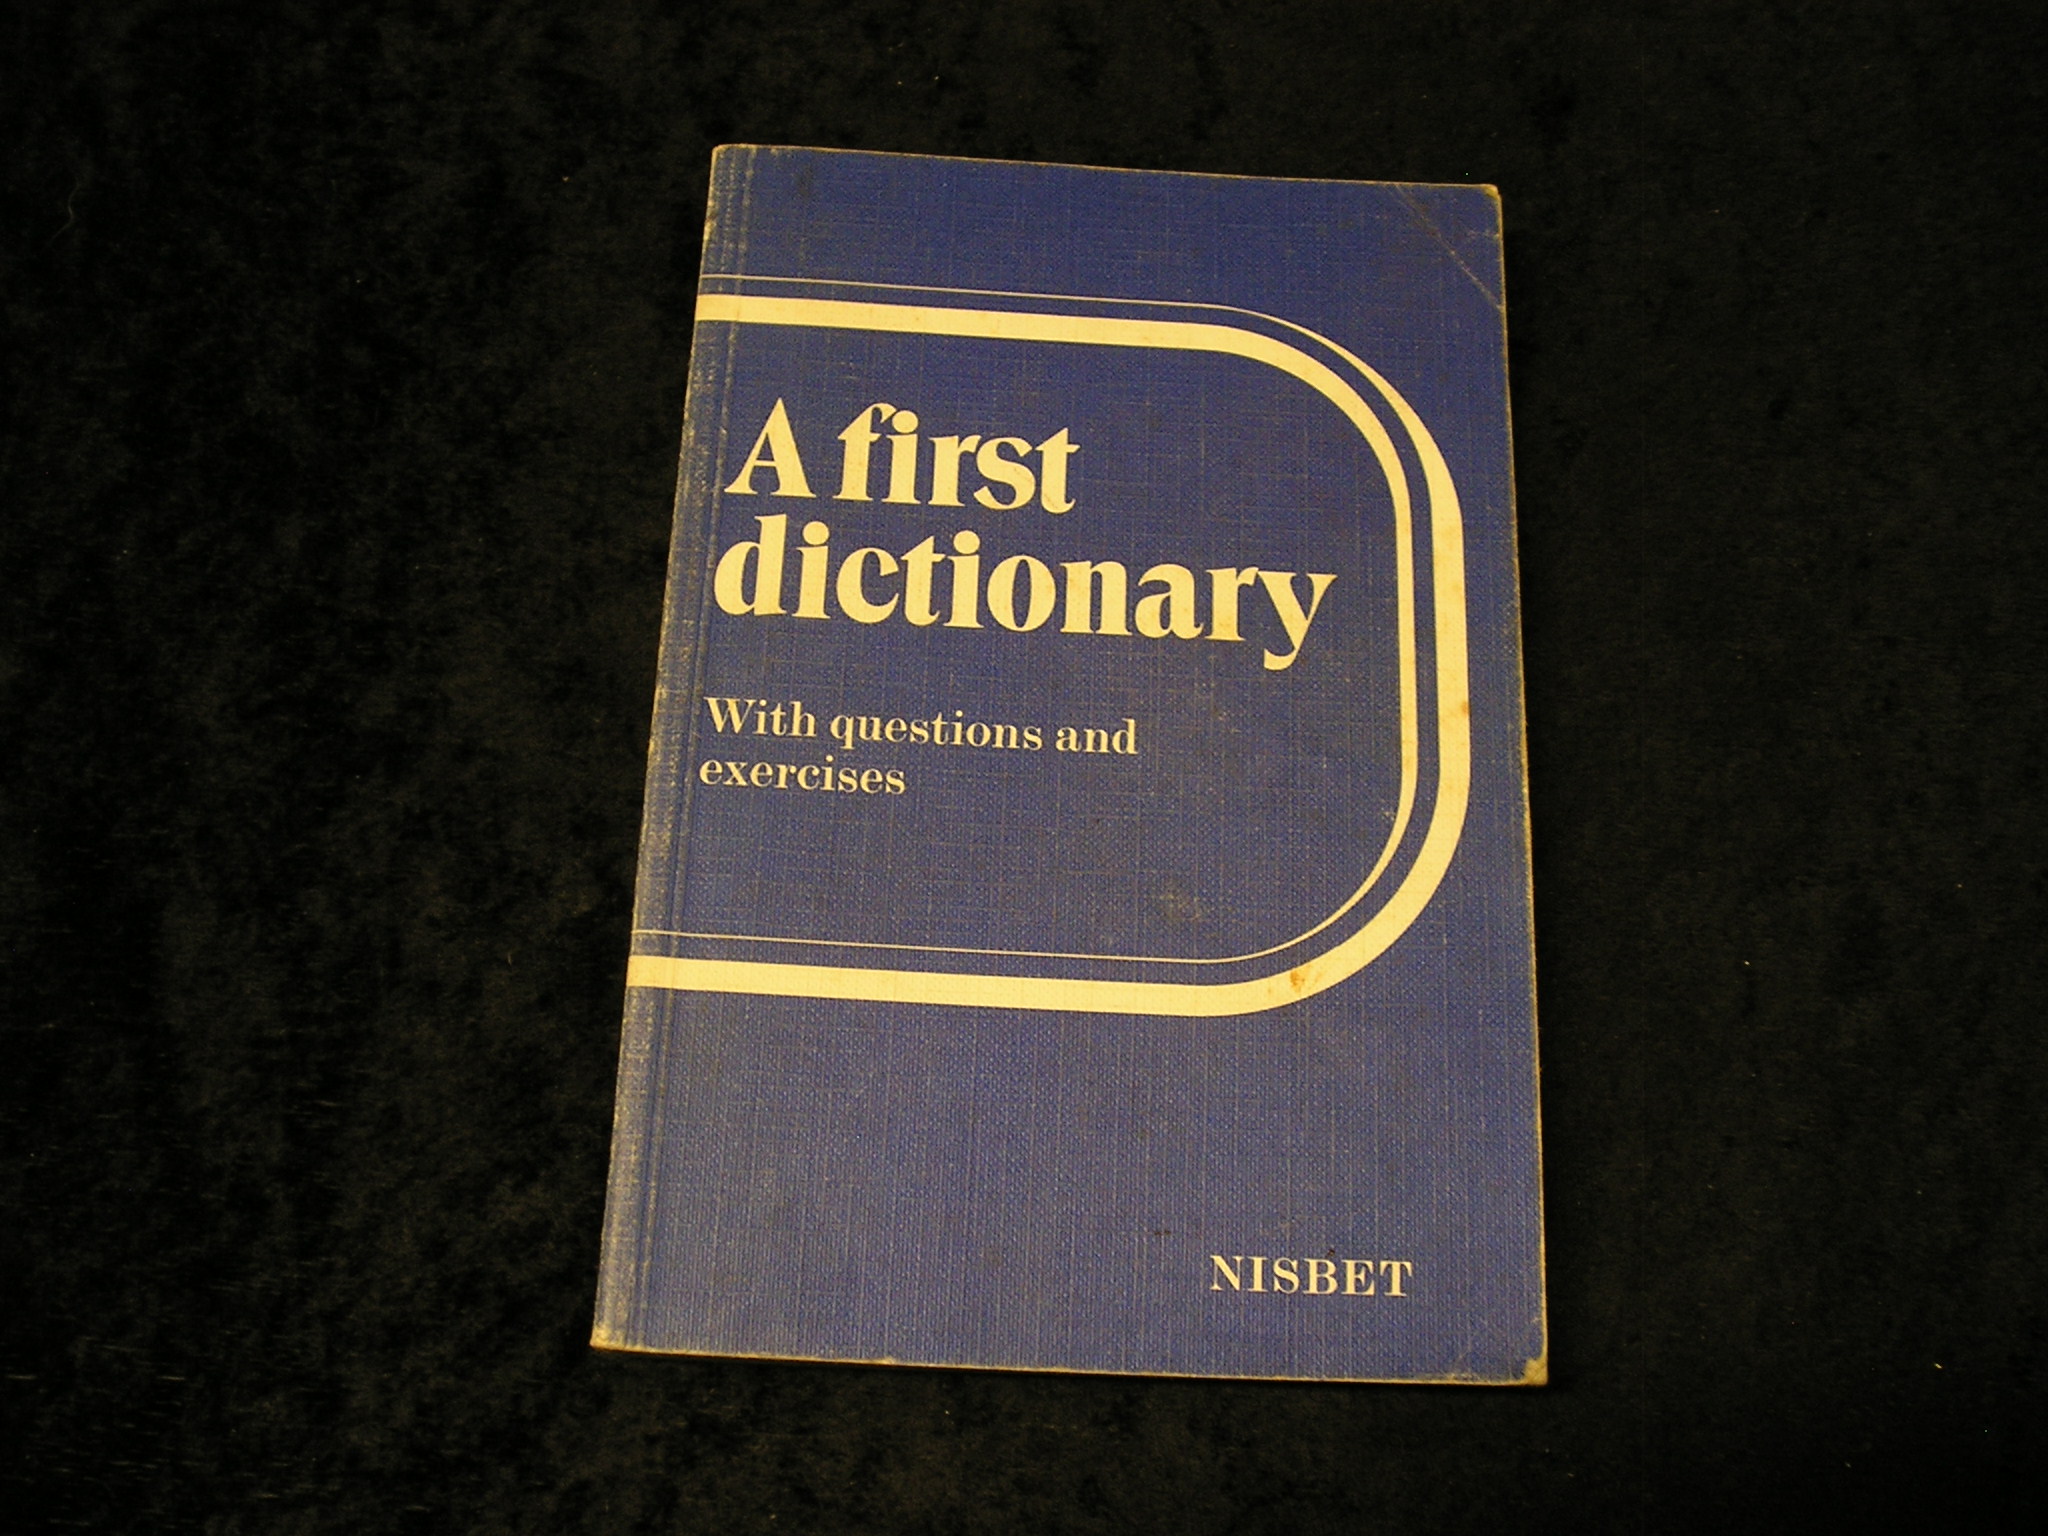 A first
dictionary
With questions and
exercises
NISBET